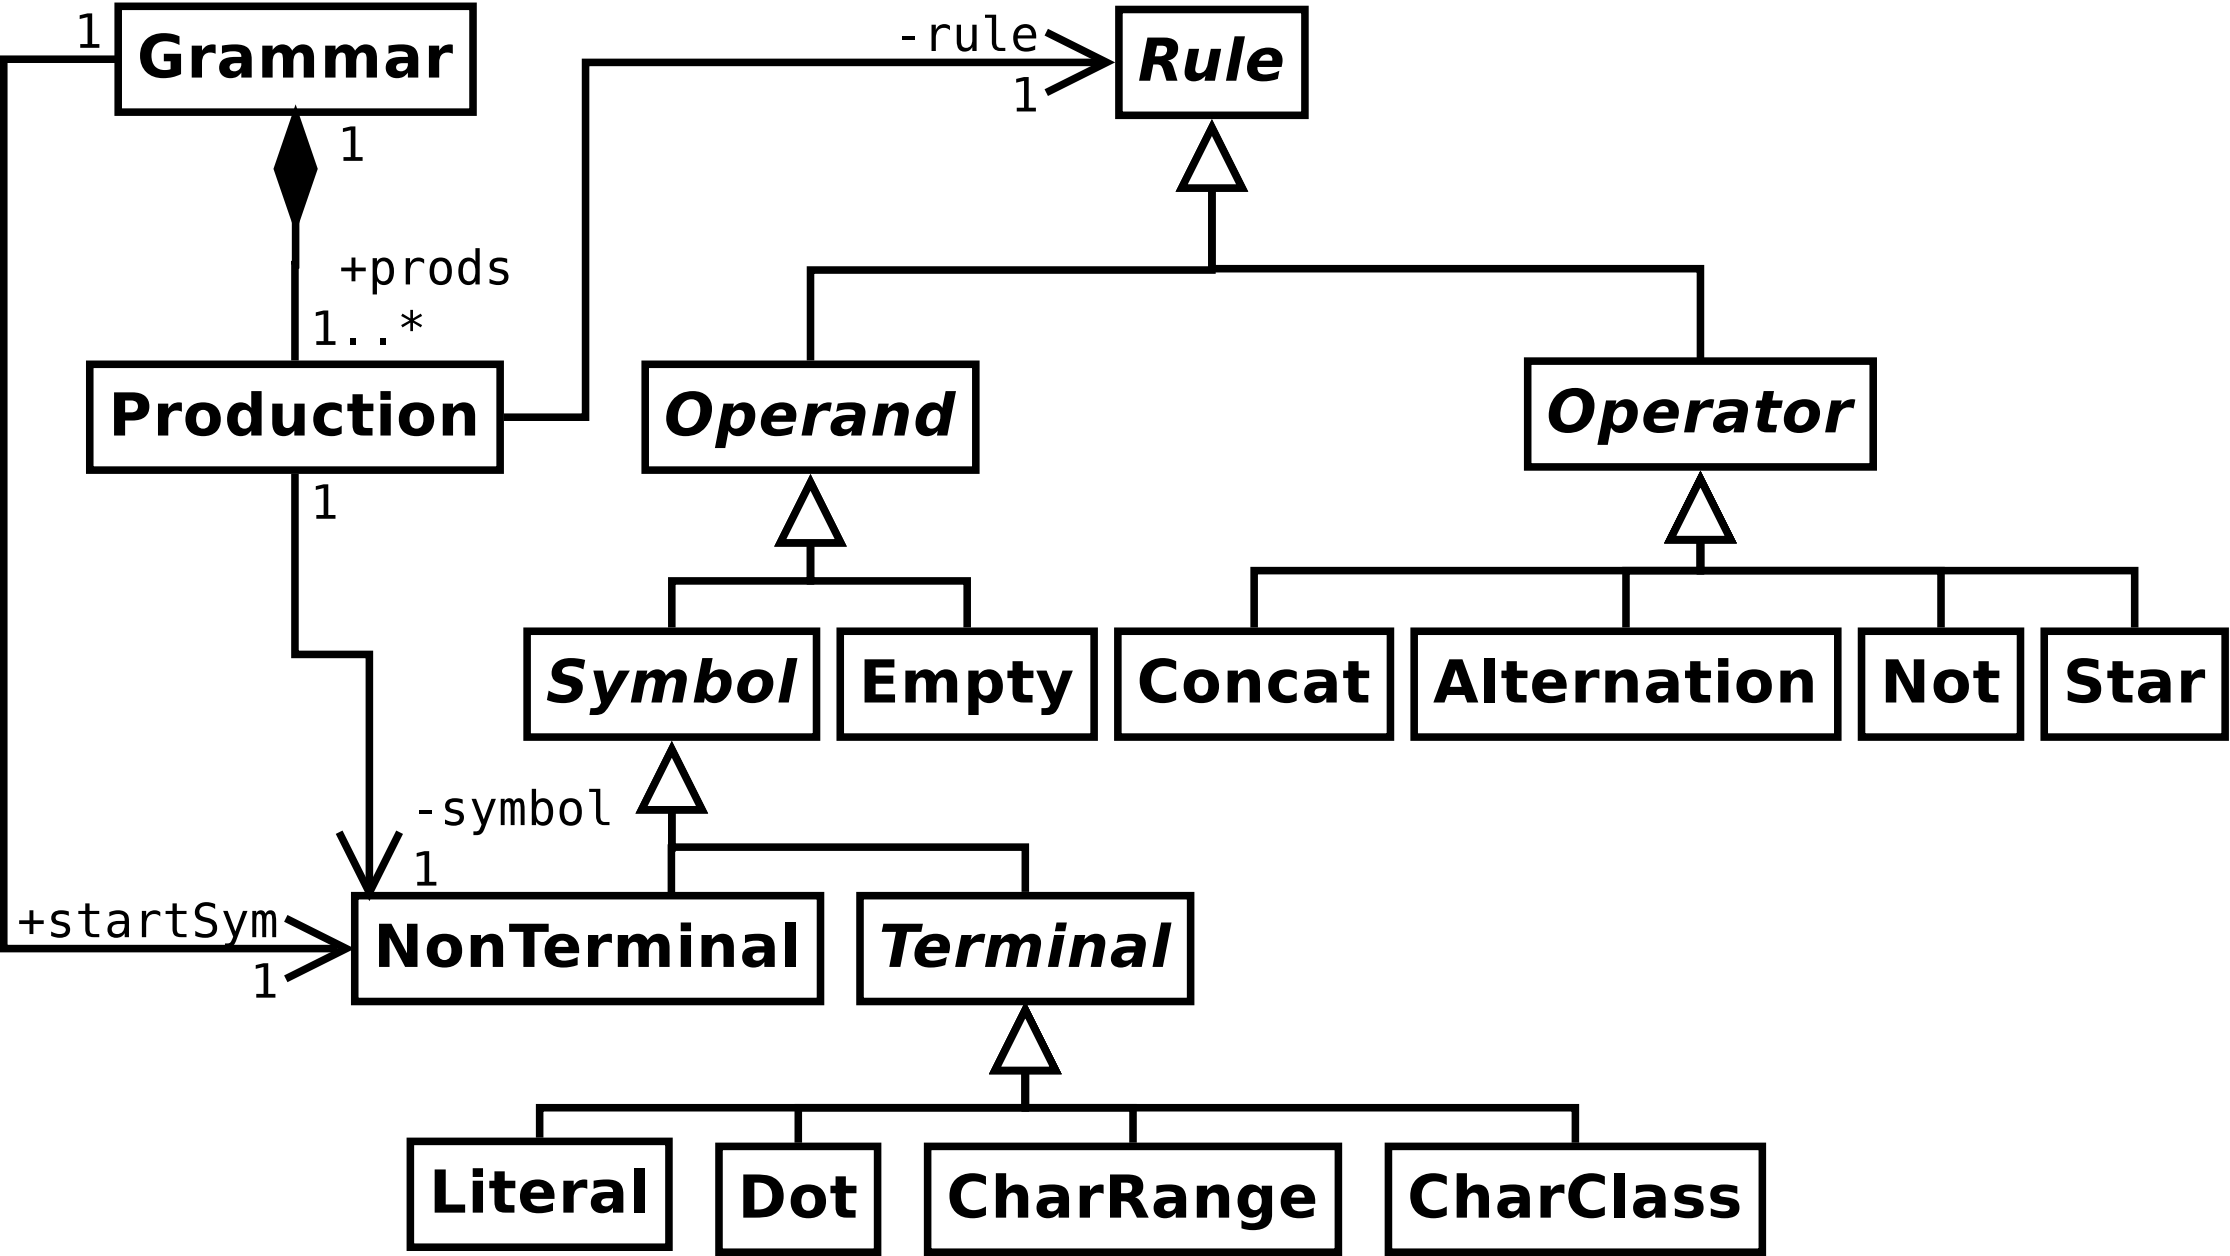 1
Grammar
1
+prods
1..*
-rule
1
Rule
Production
1
Operand
Operator
Symbol
Empty
Concat
Alternation
Not
Star
-symbol
1
+startSym
1
NonTerminal
Terminal
Literal
Dot
CharRange
CharClass